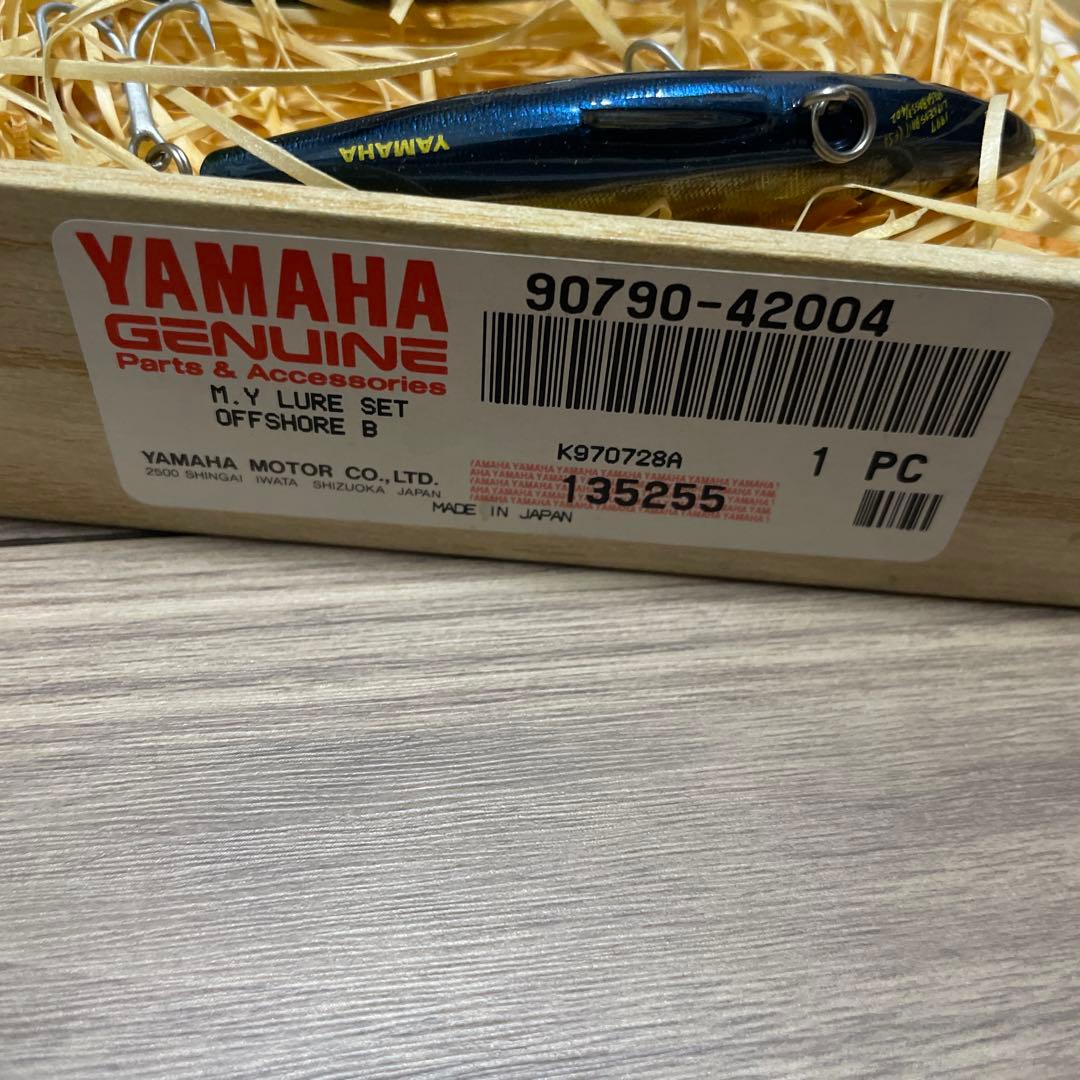 YAMAHA
1997
YAMAHA
GENUINE
Parts & Accessories
M.Y LURE SET
OFFSHORE B
YAMAHA MOTOR CO.,LTD.
2500 SHINGAI IWATA SHIZUOKA JAPAN
MADE IN JAPAN
90790-42004
K970728A
135255
1 PC